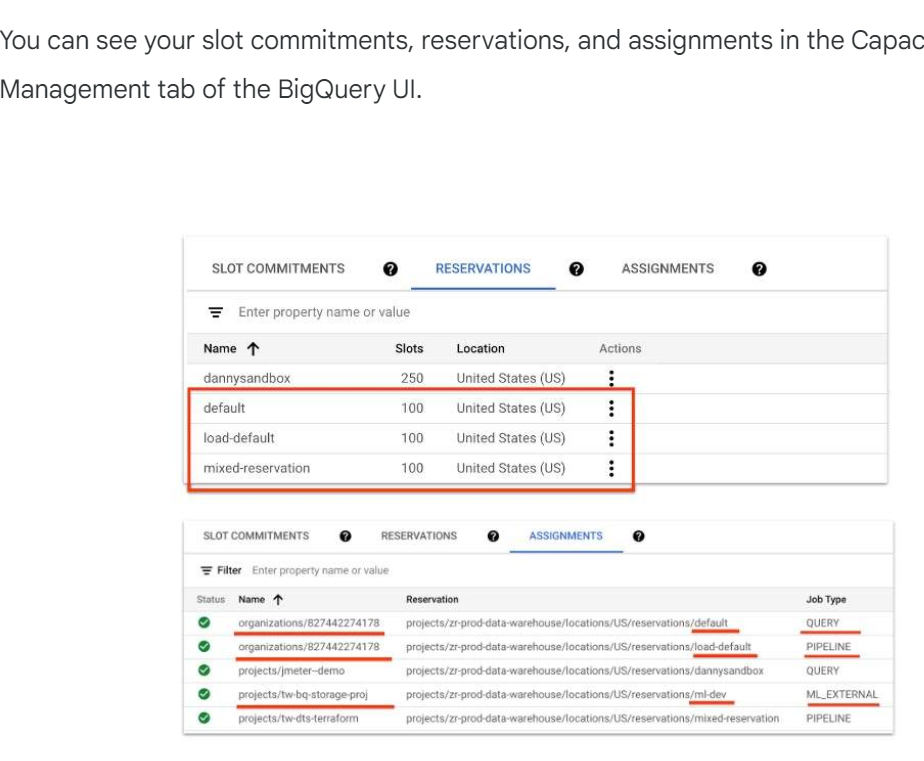 You can see your slot commitments, reservations, and assignments in the Capac
Management tab of the BigQuery UI.
SLOT COMMITMENTS ? RESERVATIONS ? ASSIGNMENTS ?
Enter property name or value
Name ↑ Slots Location Actions
dannysandbox 250 United States (US)
default 100 United States (US)
load-default 100 United States (US)
mixed-reservation 100 United States (US)
SLOT COMMITMENTS ? RESERVATIONS ? ASSIGNMENTS ?
Filter Enter property name or value
Status Name ↑ Reservation Job Type
organizations/827442274178 projects/zr-prod-data-warehouse/locations/US/reservations/default QUERY
organizations/827442274178 projects/zr-prod-data-warehouse/locations/US/reservations/load-default PIPELINE
projects/jmeter--demo projects/zr-prod-data-warehouse/locations/US/reservations/dannysandbox QUERY
projects/tw-bq-storage-proj projects/zr-prod-data-warehouse/locations/US/reservations/ml-dev ML_EXTERNAL
projects/tw-dts-terraform projects/zr-prod-data-warehouse/locations/US/reservations/mixed-reservation PIPELINE